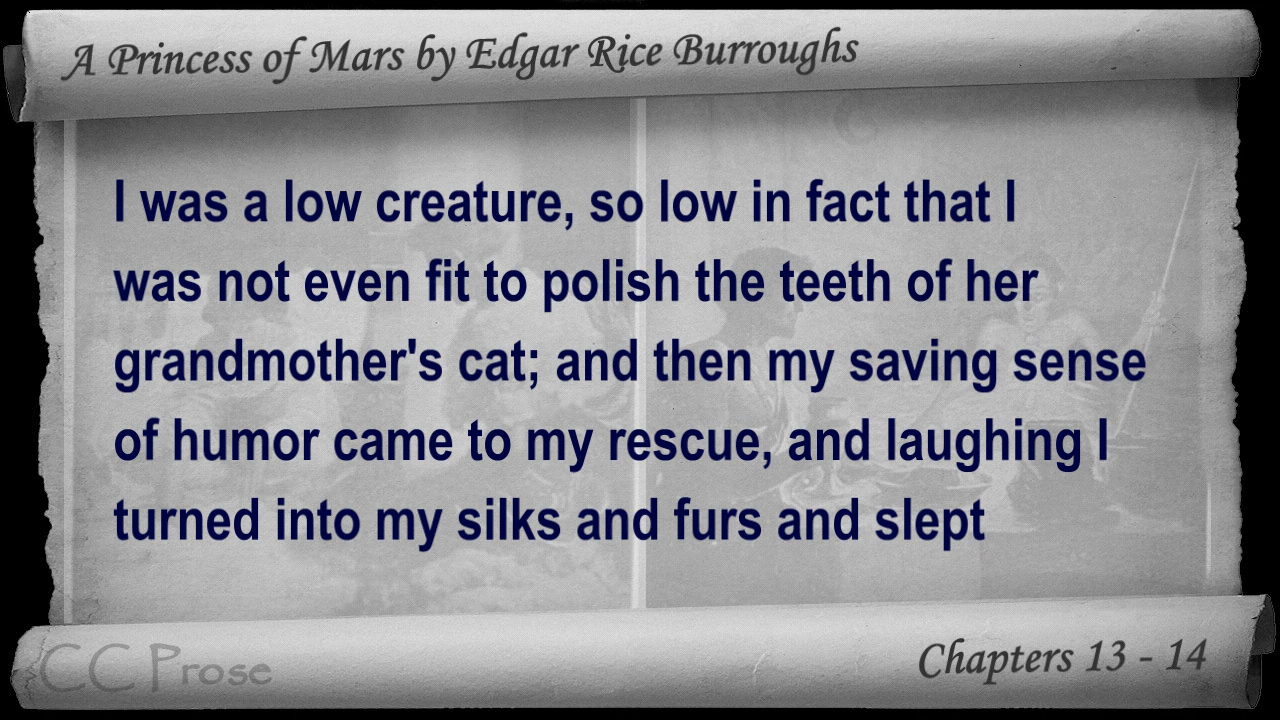 A Princess of Mars by Edgar Rice Burroughs
I was a low creature, so low in fact that I
was not even fit to polish the teeth of her
grandmother's cat; and then my saving sense
of humor came to my rescue, and laughing I
turned into my silks and furs and slept
CC Prose
Chapters 13 - 14